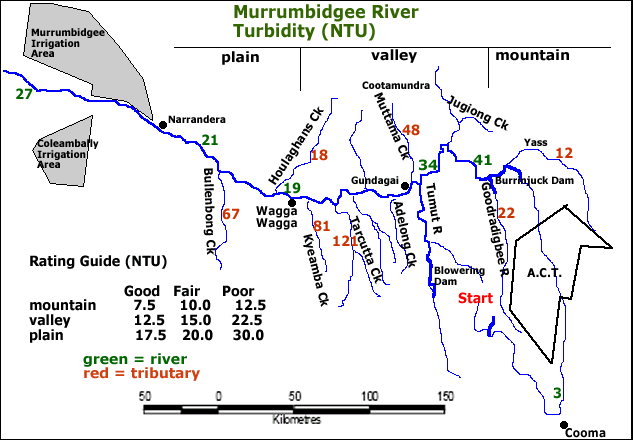 Murrumbidgee River
Turbidity (NTU)
plain
valley
mountain
Murrumbidgee
Irrigation
Area
27
Narrandera
Coleambally
Irrigation
Area
21
Bullenbong Ck
67
Houlaghans Ck
18
19
Wagga
Wagga
81
Kyeamba Ck
121
Tarcutta Ck
Cootamundra
Muttama Ck
48
Gundagai
Adelong Ck
34
Tumut R
Jugiong Ck
41
Yass
12
Burrinjuck Dam
22
Goodradigbee R
A.C.T.
Blowering
Dam
Start
3
Cooma
Rating Guide (NTU)
Good Fair Poor
mountain 7.5 10.0 12.5
valley 12.5 15.0 22.5
plain 17.5 20.0 30.0
green = river
red = tributary
50 0 50 100 150
Kilometres